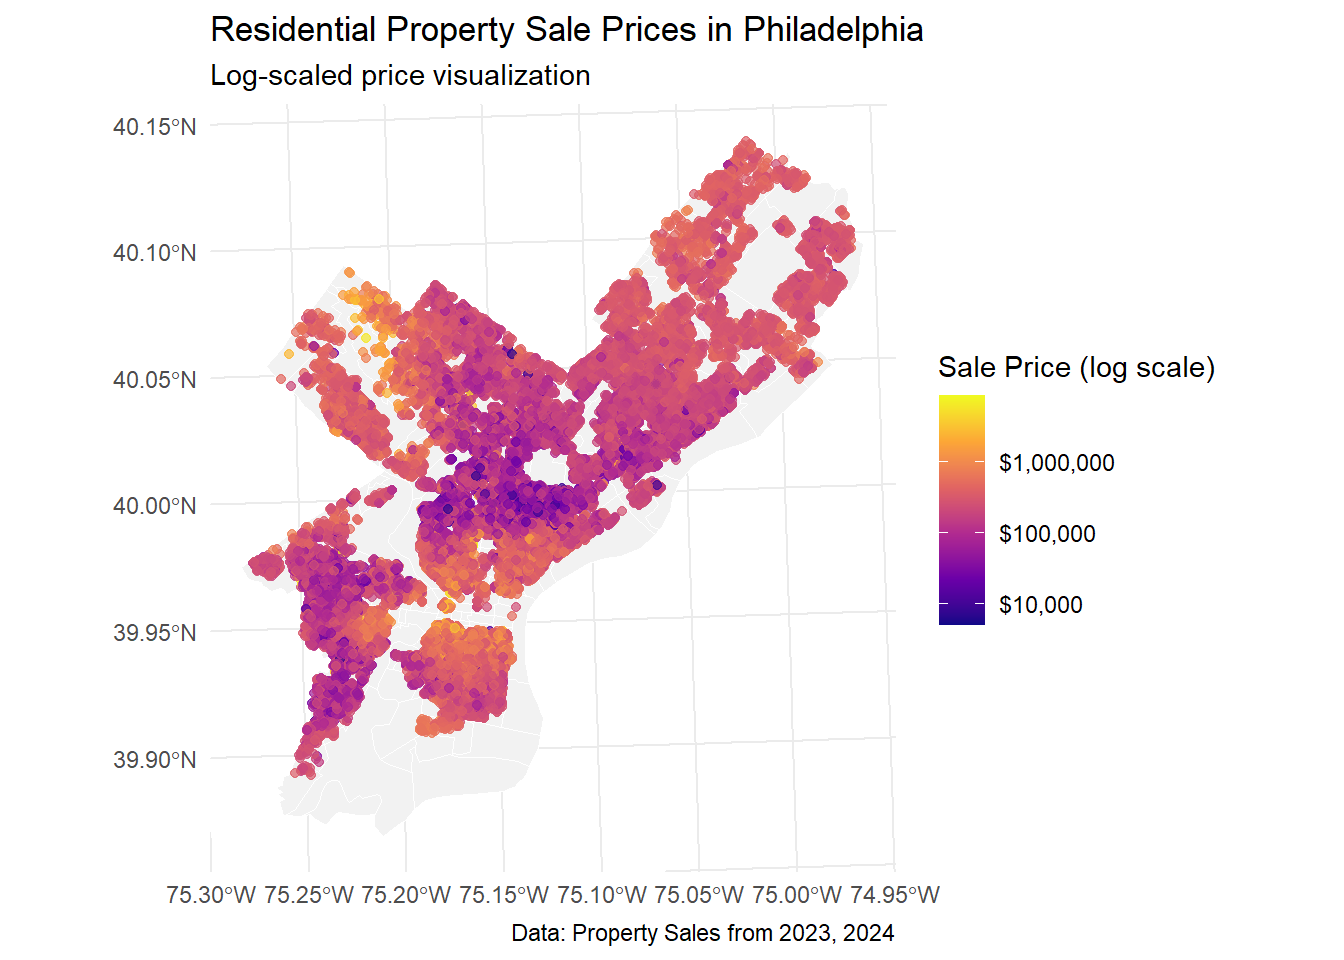 Residential Property Sale Prices in Philadelphia
Log-scaled price visualization
40.15°N
40.10°N
40.05°N
40.00°N
39.95°N
39.90°N
75.30°W 75.25°W 75.20°W 75.15°W 75.10°W 75.05°W 75.00°W 74.95°W
Sale Price (log scale)
$1,000,000
$100,000
$10,000
Data: Property Sales from 2023, 2024